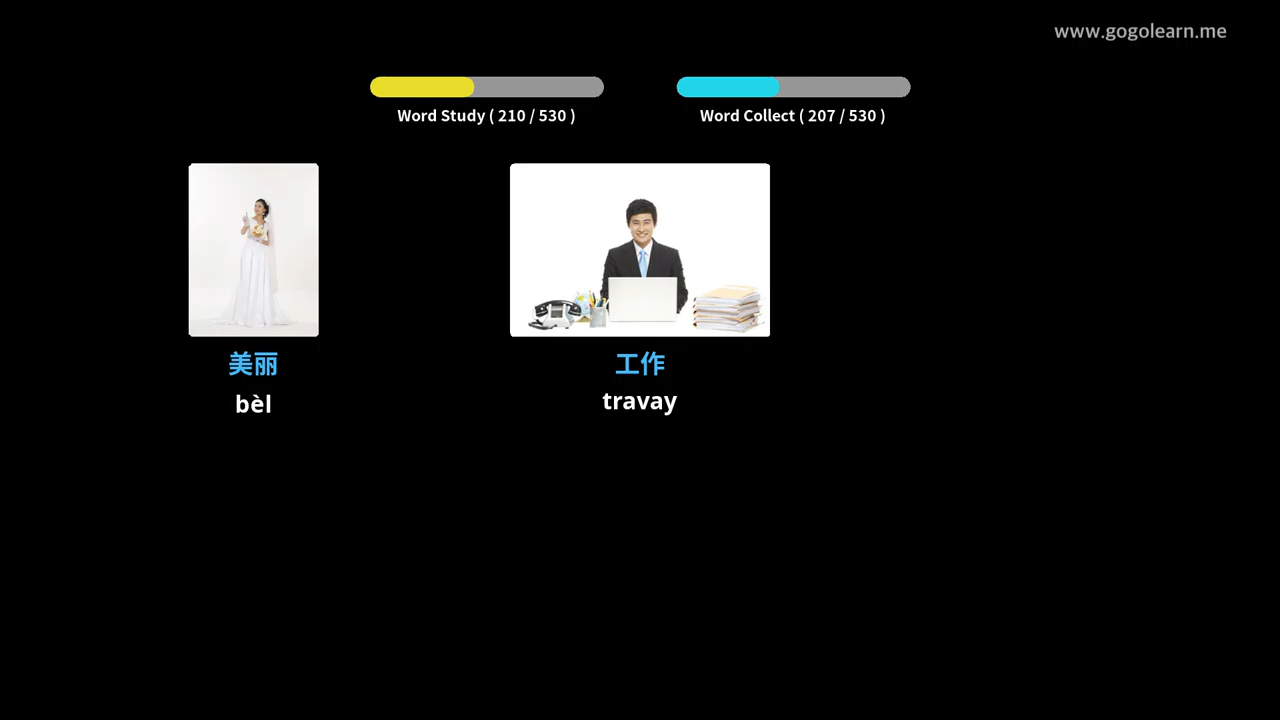 www.gogolearn.me
Word Study ( 210 / 530 )
Word Collect ( 207 / 530 )
美丽
bèl
工作
travay